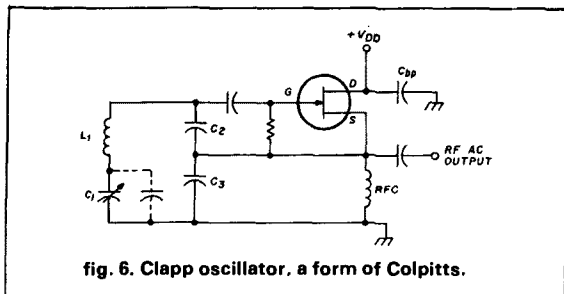 +VDD
Cbp
G
D
S
L1
C2
C1
C3
RFC
RF AC
OUTPUT
fig. 6. Clapp oscillator, a form of Colpitts.